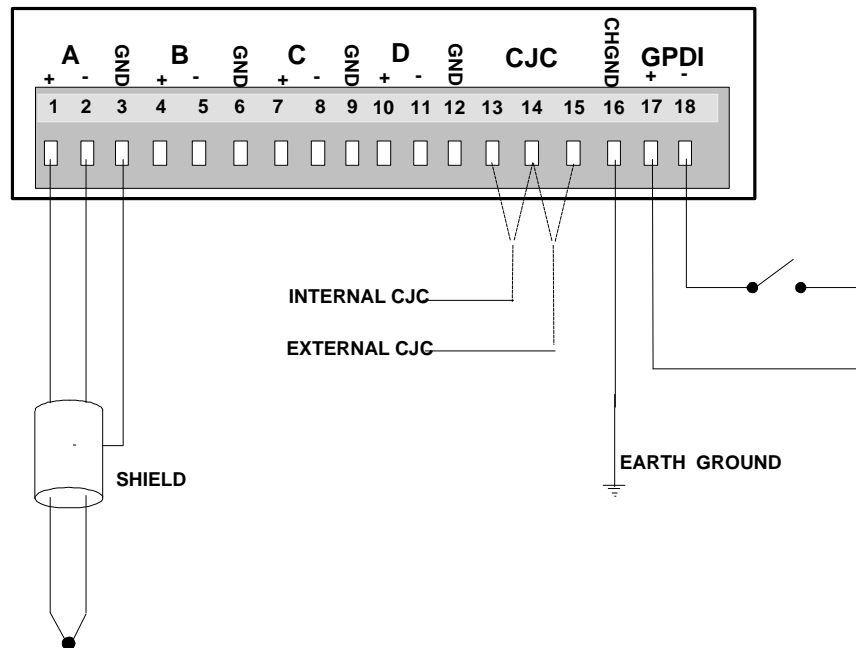 A GND B GND C GND D GND CJC CHGND GPDI
+ - + - + - + - + -
1 2 3 4 5 6 7 8 9 10 11 12 13 14 15 16 17 18
INTERNAL CJC
EXTERNAL CJC
-
EARTH GROUND
SHIELD